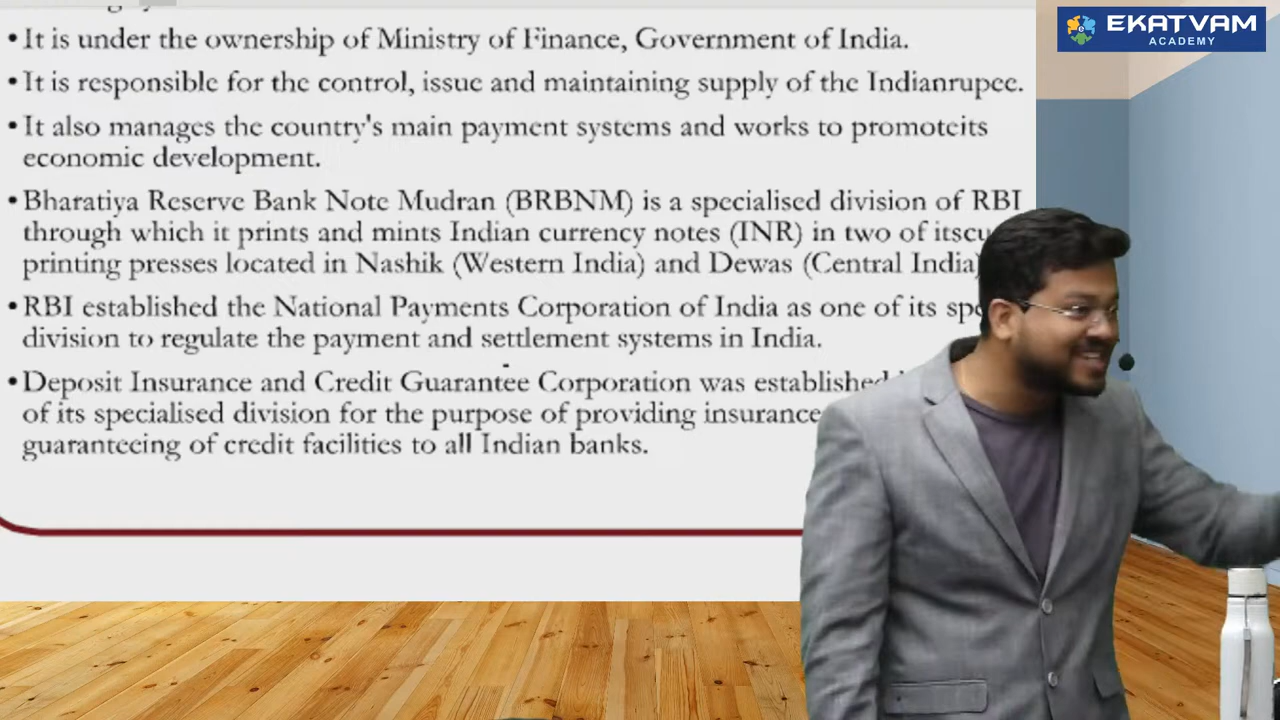 EKATVAM
ACADEMY
•It is under the ownership of Ministry of Finance, Government of India.
•It is responsible for the control, issue and maintaining supply of the Indianrupee.
•It also manages the country's main payment systems and works to promoteits
economic development.
•Bharatiya Reserve Bank Note Mudran (BRBNM) is a specialised division of RBI
through which it prints and mints Indian currency notes (INR) in two of itscu
printing presses located in Nashik (Western India) and Dewas (Central India)
•RBI established the National Payments Corporation of India as one of its
division to regulate the payment and settlement systems in India.
•Deposit Insurance and Credit Guarantee Corporation was established
of its specialised division for the purpose of providing insurance
guaranteeing of credit facilities to all Indian banks.